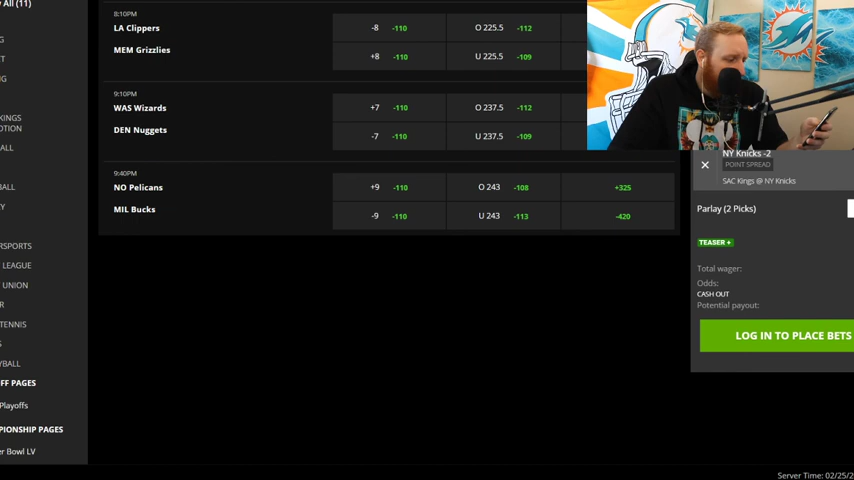 y All (11)
G
ET
NG
KINGS
OTION
ALL
BALL
Y
RSPORTS
LEAGUE
UNION
R
TENNIS
S
YBALL
FF PAGES
Playoffs
PIONSHIP PAGES
er Bowl LV
8:10PM
LA Clippers -8 -110 O 225.5 -112
MEM Grizzlies +8 -110 U 225.5 -109
9:10PM
WAS Wizards +7 -110 O 237.5 -112
DEN Nuggets -7 -110 U 237.5 -109
9:40PM
NO Pelicans +9 -110 O 243 -108 +325
MIL Bucks -9 -110 U 243 -113 -420
NY Knicks -2
POINT SPREAD
SAC Kings @ NY Knicks
Parlay (2 Picks)
TEASER +
Total wager:
Odds:
CASH OUT
Potential payout:
LOG IN TO PLACE BETS
Server Time: 02/25/2